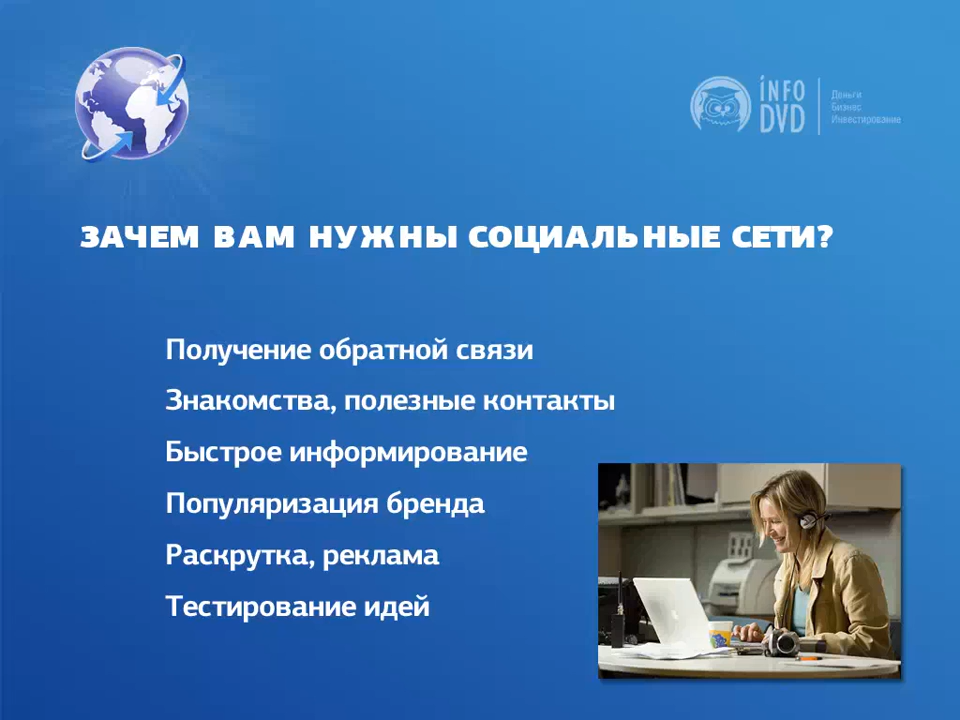 iNFO
DVD
Деньги
Бизнес
Инвестирование
ЗАЧЕМ ВАМ НУЖНЫ СОЦИАЛЬНЫЕ СЕТИ?
Получение обратной связи
Знакомства, полезные контакты
Быстрое информирование
Популяризация бренда
Раскрутка, реклама
Тестирование идей